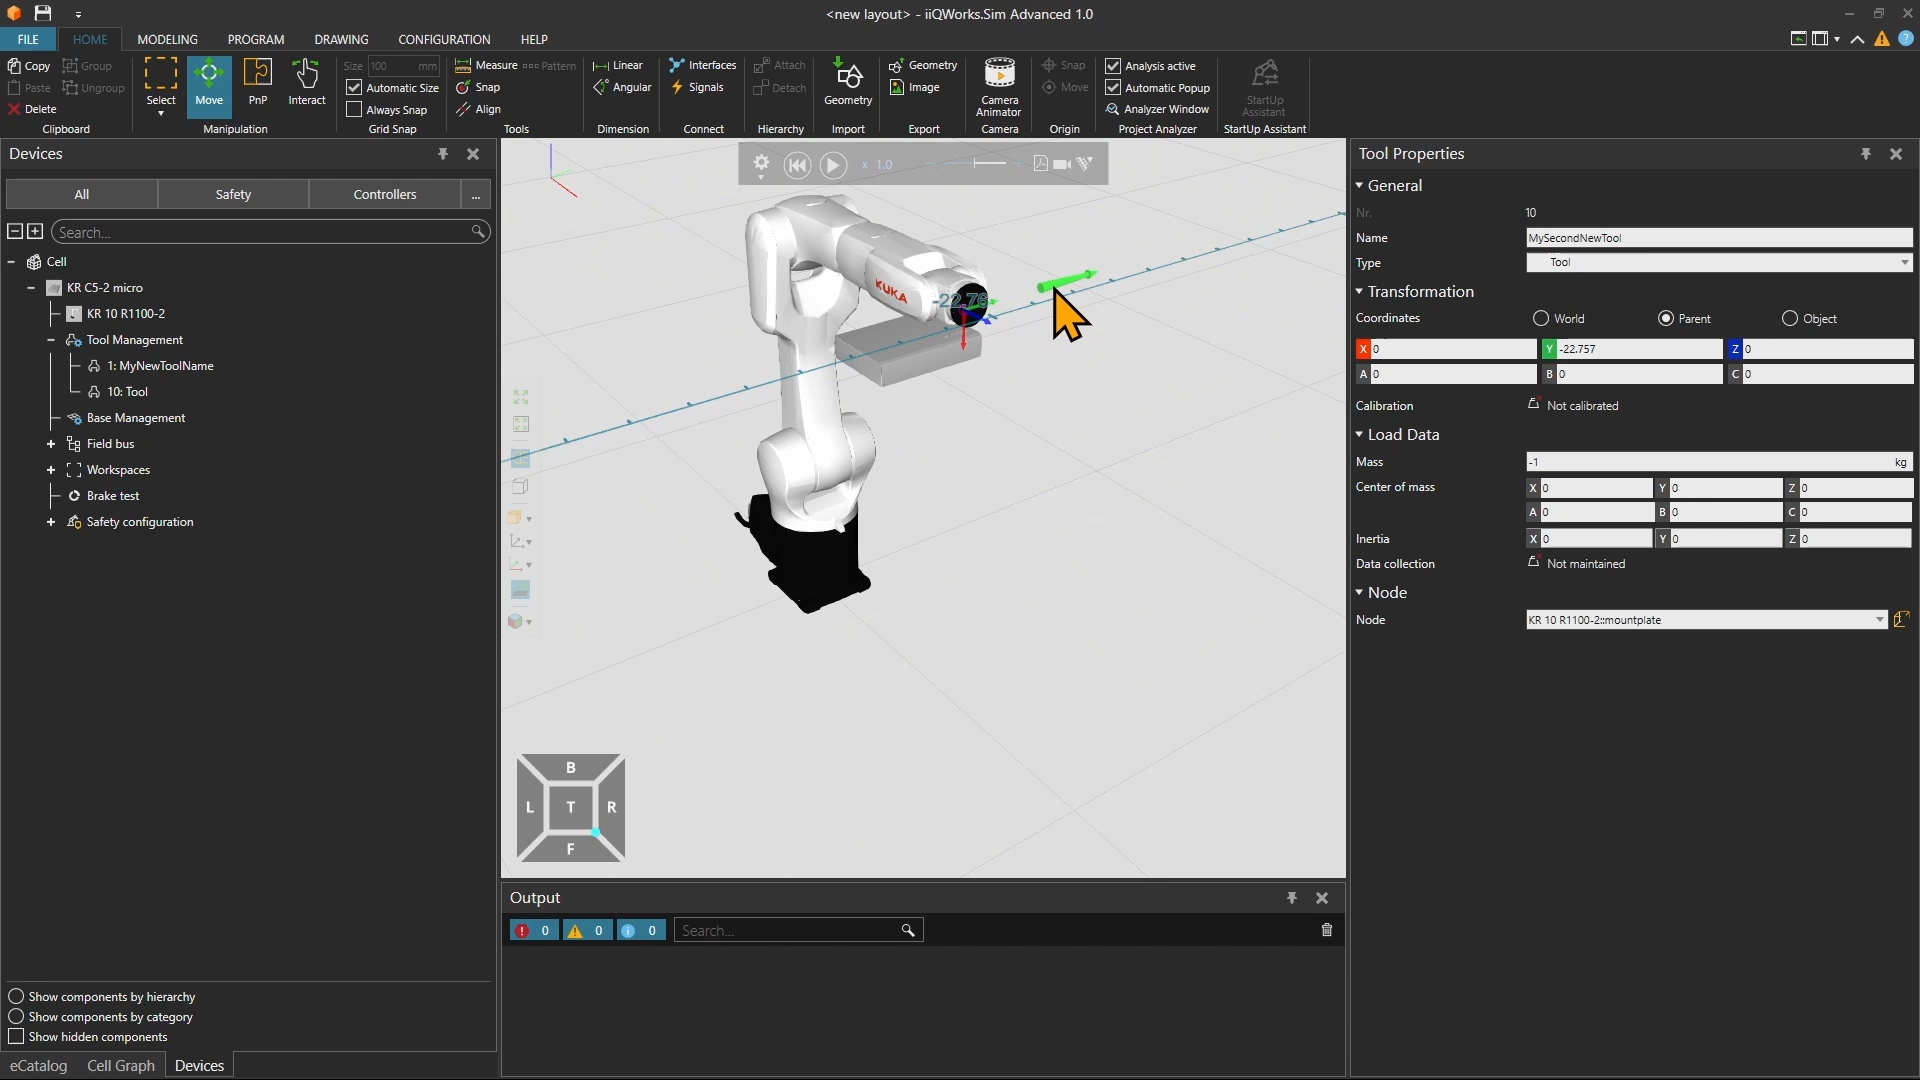 <new layout> - iiQWorks.Sim Advanced 1.0
FILE HOME MODELING PROGRAM DRAWING CONFIGURATION HELP
Copy Group Size 100 mm Measure Pattern Linear Interfaces Attach Geometry Snap Analysis active
Paste Ungroup Select Move PnP Interact Automatic Size Snap Angular Signals Detach Geometry Image Camera Animator Move Automatic Popup StartUp Assistant
Delete Always Snap Align Analyzer Window
Clipboard Manipulation Grid Snap Tools Dimension Connect Hierarchy Import Export Camera Origin Project Analyzer StartUp Assistant
Devices
All Safety Controllers ...
Search...
Cell
KR C5-2 micro
KR 10 R1100-2
Tool Management
1: MyNewToolName
10: Tool
Base Management
Field bus
Workspaces
Brake test
Safety configuration
Show components by hierarchy
Show components by category
Show hidden components
eCatalog Cell Graph Devices
x 1.0
KUKA
-22.76
B
L T R
F
Output
0 0 0 Search...
Tool Properties
General
Nr. 10
Name MySecondNewTool
Type Tool
Transformation
Coordinates World Parent Object
X 0 Y -22.757 Z 0
A 0 B 0 C 0
Calibration Not calibrated
Load Data
Mass -1 kg
Center of mass X 0 Y 0 Z 0
A 0 B 0 C 0
Inertia X 0 Y 0 Z 0
Data collection Not maintained
Node
Node KR 10 R1100-2::mountplate